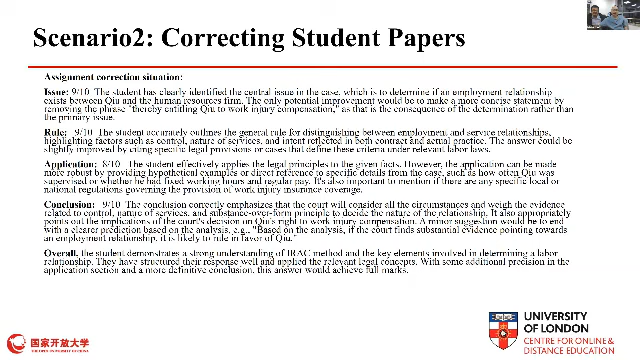 Scenario2: Correcting Student Papers
Assignment correction situation:
Issue: 9/10 The student has clearly identified the central issue in the case, which is to determine if an employment relationship
exists between Qiu and the human resources firm. The only potential improvement would be to make a more concise statement by
removing the phrase "thereby entitling Qiu to work injury compensation," as that is the consequence of the determination rather than
the primary issue.
Rule: 9/10 The student accurately outlines the general rule for distinguishing between employment and service relationships,
highlighting factors such as control, nature of services, and intent reflected in both contract and actual practice. The answer could be
slightly improved by citing specific legal provisions or cases that define these criteria under relevant labor laws.
Application: 8/10 The student effectively applies the legal principles to the given facts. However, the application can be made
more robust by providing hypothetical examples or direct reference to specific details from the case, such as how often Qiu was
supervised or whether he had fixed working hours and regular pay. It's also important to mention if there are any specific local or
national regulations governing the provision of work injury insurance coverage.
Conclusion: 9/10 The conclusion correctly emphasizes that the court will consider all the circumstances and weigh the evidence
related to control, nature of services, and substance-over-form principle to decide the nature of the relationship. It also appropriately
points out the implications of the court's decision on Qiu's right to work injury compensation. A minor suggestion would be to end
with a clearer prediction based on the analysis, e.g., "Based on the analysis, if the court finds substantial evidence pointing towards
an employment relationship, it is likely to rule in favor of Qiu."
Overall, the student demonstrates a strong understanding of IRAC method and the key elements involved in determining a labor
relationship. They have structured their response well and applied the relevant legal concepts. With some additional precision in the
application section and a more definitive conclusion, this answer would achieve full marks.
国家开放大学
UNIVERSITY
OF LONDON
CENTRE FOR ONLINE &
DISTANCE EDUCATION